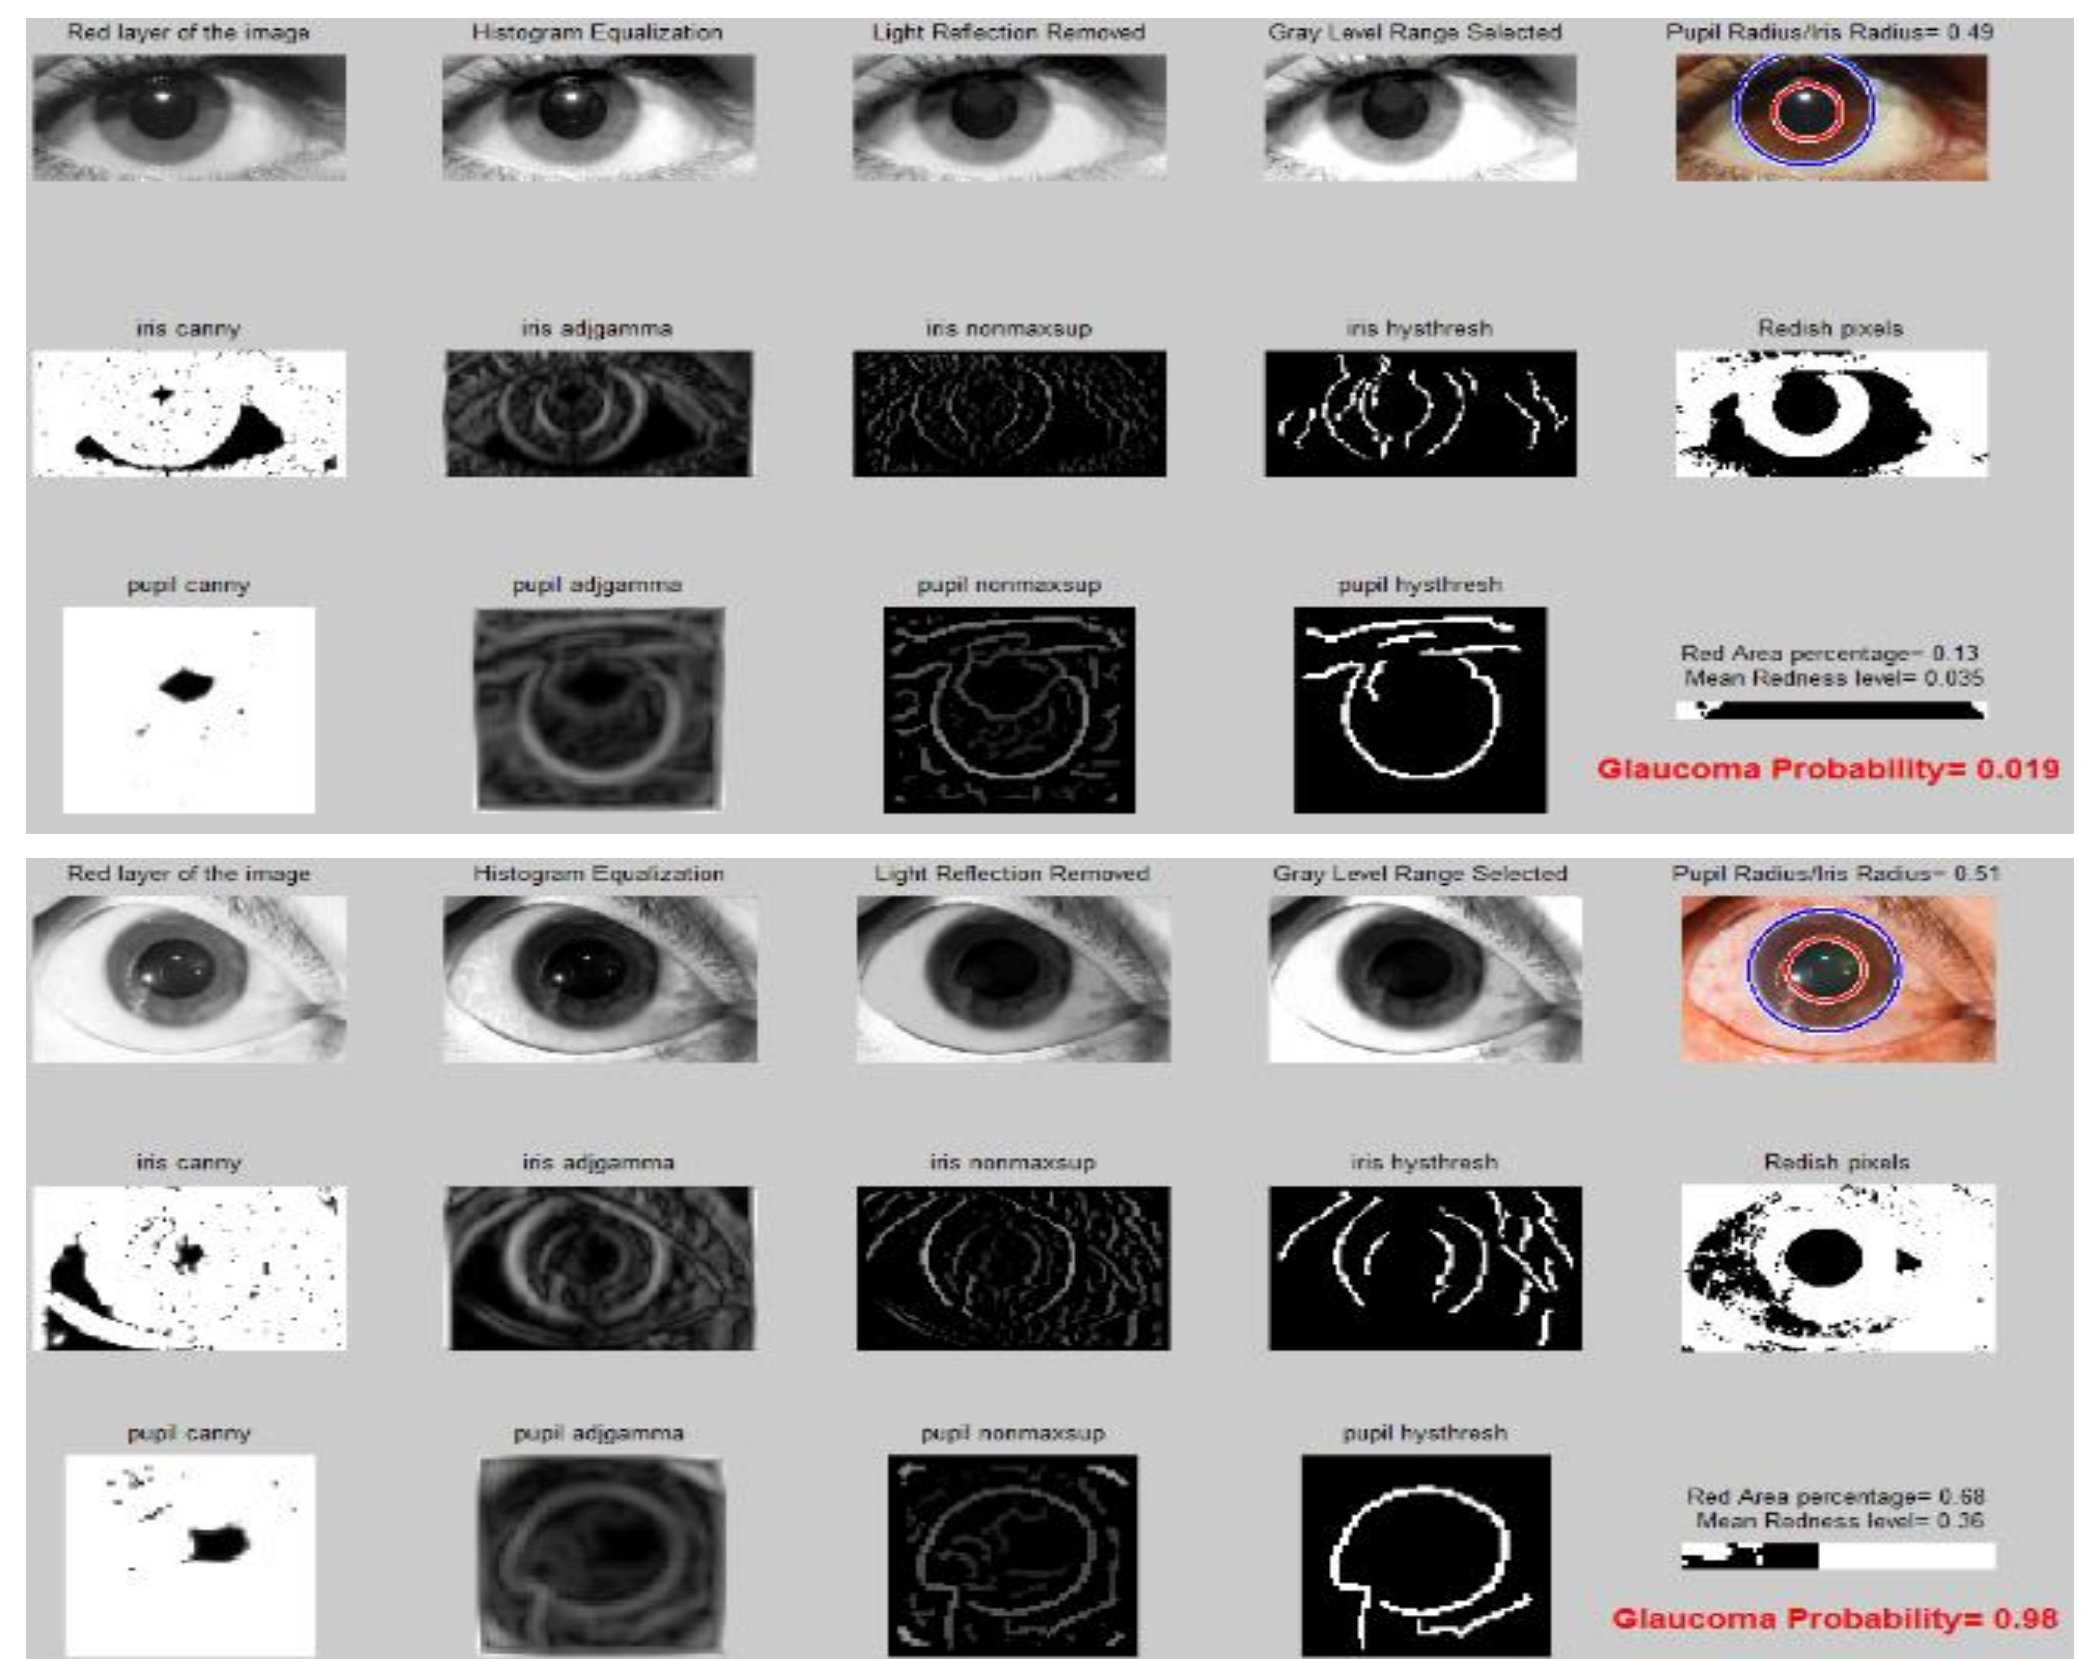 Red layer of the image
Histogram Equalization
Light Reflection Removed
Gray Level Range Selected
Pupil Radius/Iris Radius= 0.49
iris canny
iris adjgamma
iris nonmaxsup
iris hysthresh
Redish pixels
pupil canny
pupil adjgamma
pupil nonmaxsup
pupil hysthresh
Red Area percentage= 0.13
Mean Redness level= 0.035
Glaucoma Probability= 0.019
Red layer of the image
Histogram Equalization
Light Reflection Removed
Gray Level Range Selected
Pupil Radius/Iris Radius= 0.51
iris canny
iris adjgamma
iris nonmaxsup
iris hysthresh
Redish pixels
pupil canny
pupil adjgamma
pupil nonmaxsup
pupil hysthresh
Red Area percentage= 0.68
Mean Redness level= 0.36
Glaucoma Probability= 0.98